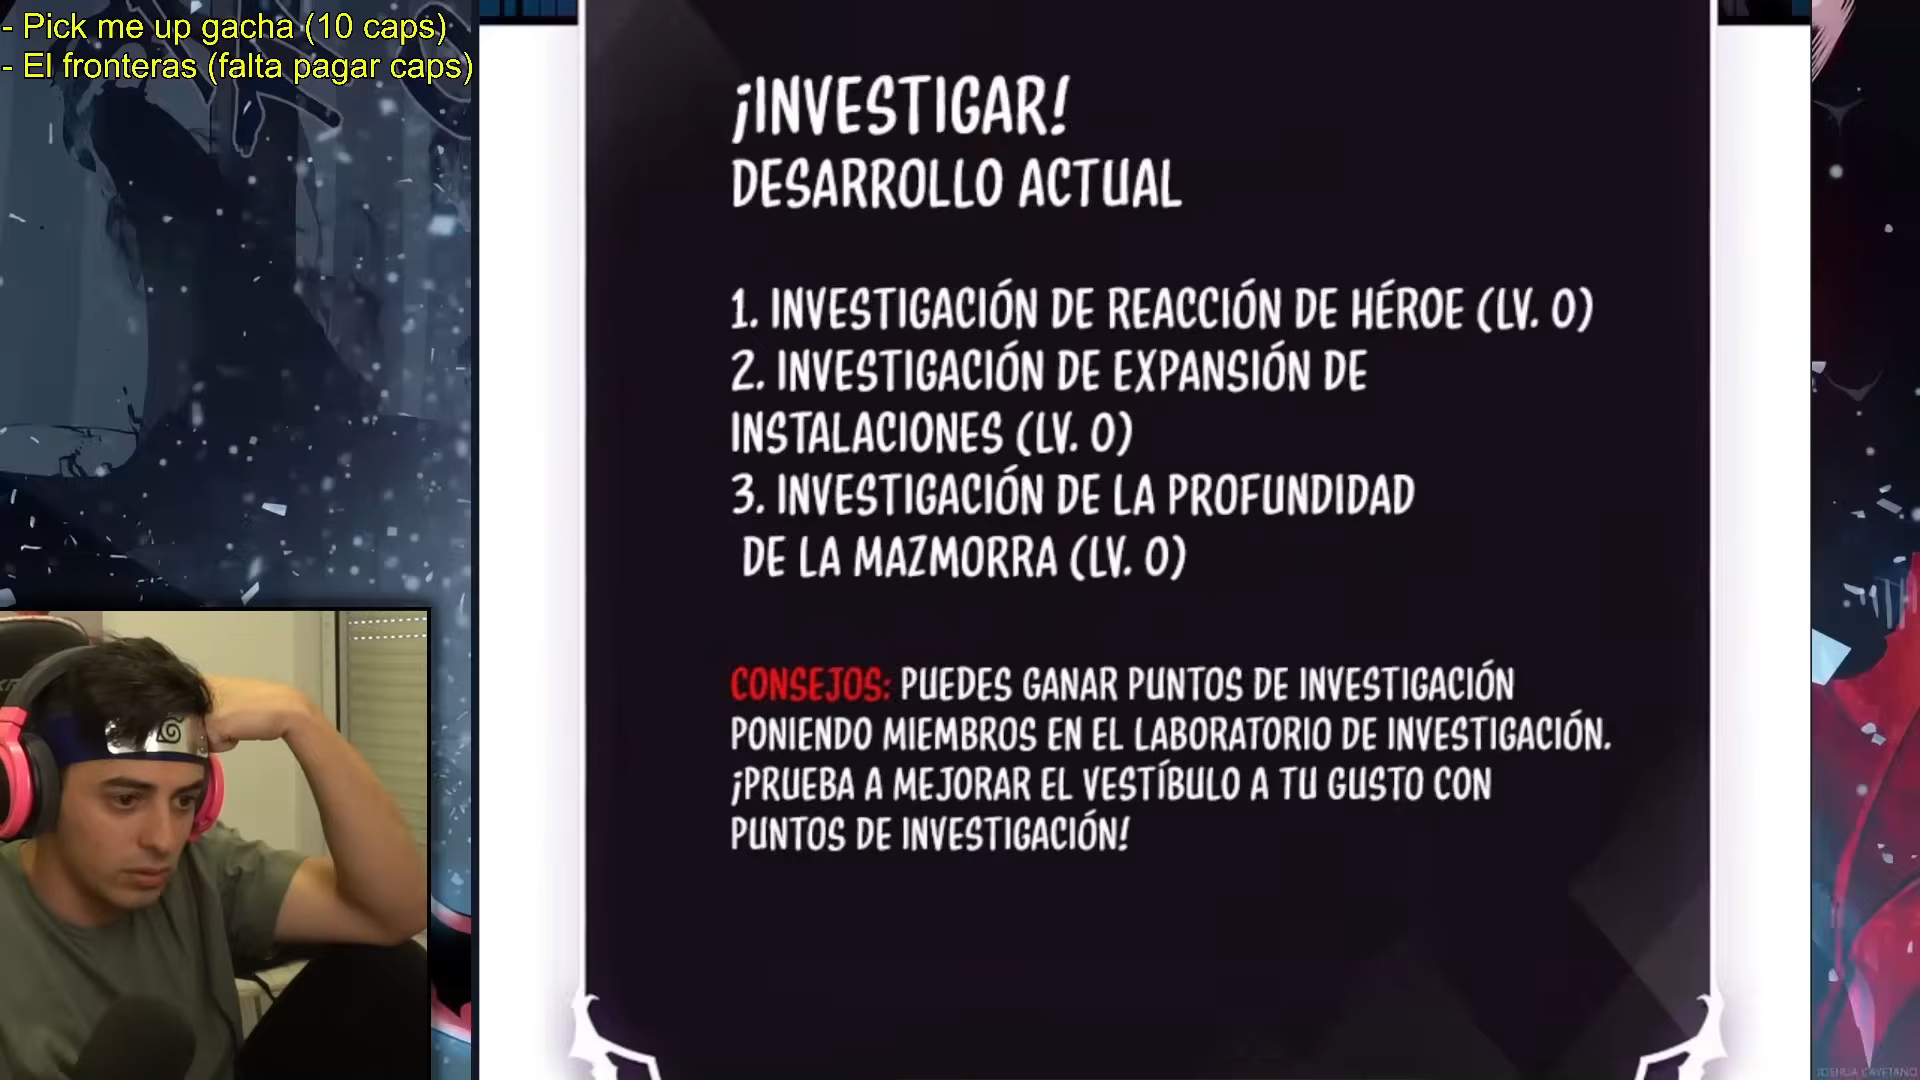 - Pick me up gacha (10 caps)
- El fronteras (falta pagar caps)
¡INVESTIGAR!
DESARROLLO ACTUAL
1. INVESTIGACIÓN DE REACCIÓN DE HÉROE (LV. 0)
2. INVESTIGACIÓN DE EXPANSIÓN DE
INSTALACIONES (LV. 0)
3. INVESTIGACIÓN DE LA PROFUNDIDAD
DE LA MAZMORRA (LV. 0)
CONSEJOS: PUEDES GANAR PUNTOS DE INVESTIGACIÓN
PONIENDO MIEMBROS EN EL LABORATORIO DE INVESTIGACIÓN.
¡PRUEBA A MEJORAR EL VESTÍBULO A TU GUSTO CON
PUNTOS DE INVESTIGACIÓN!
JOSHUA CAYETANO